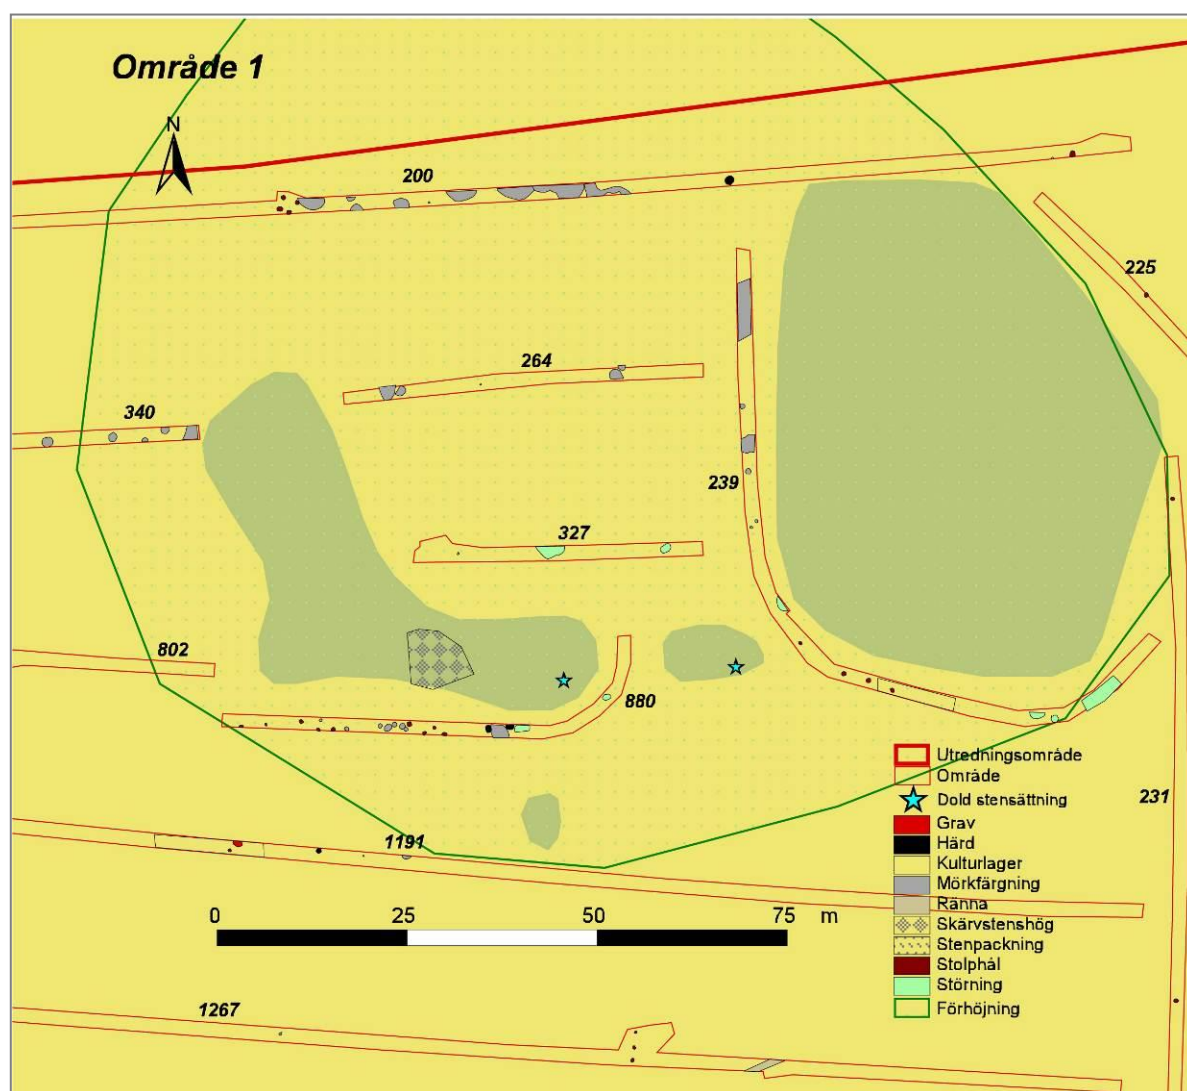 Område 1
N
200
225
264
340
239
327
802
880
Utredningsområde
Område
Dold stensättning
231
Grav
Härd
1191
Kulturlager
Mörkfärgning
Ränna
0 25 50 75 m
Skärvstenshög
Stenpackning
Stolphål
Störning
1267
Förhöjning